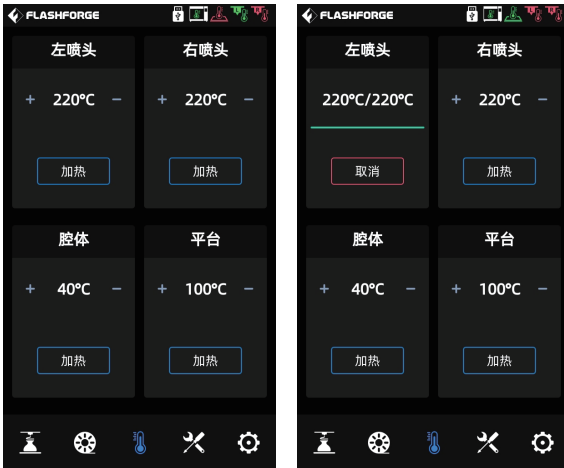 FLASHFORGE
左喷头 右喷头
+ 220°C − + 220°C −
加热 加热
腔体 平台
+ 40°C − + 100°C −
加热 加热
FLASHFORGE
左喷头 右喷头
220°C/220°C + 220°C −
取消 加热
腔体 平台
+ 40°C − + 100°C −
加热 加热